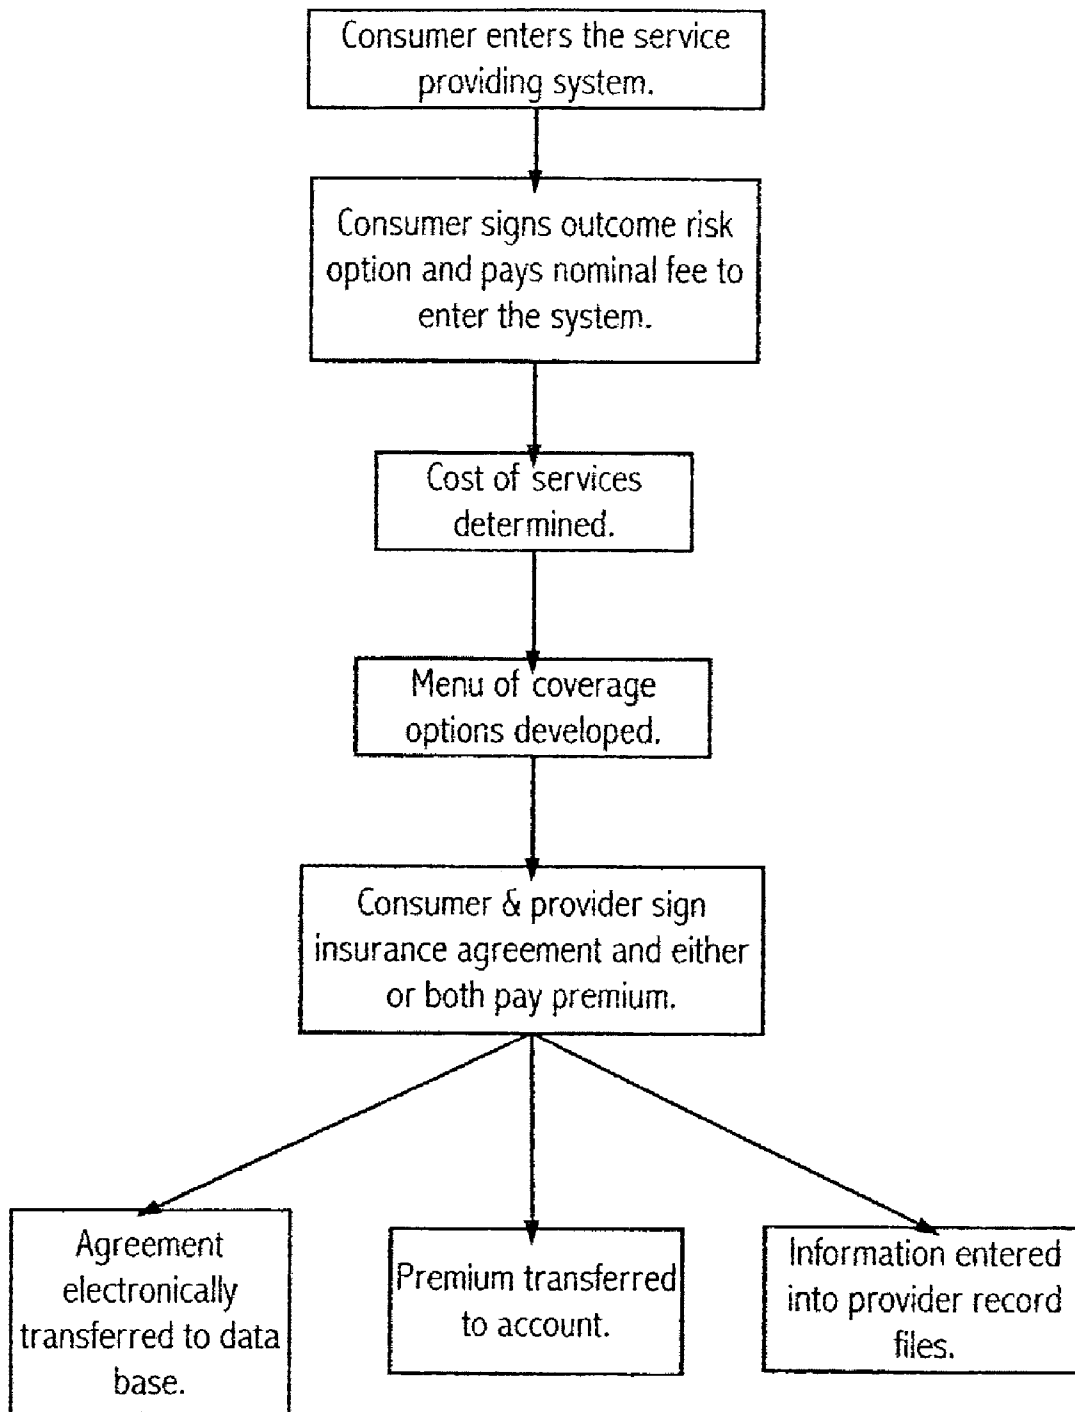 Consumer enters the service
providing system.
Consumer signs outcome risk
option and pays nominal fee to
enter the system.
Cost of services
determined.
Menu of coverage
options developed.
Consumer & provider sign
insurance agreement and either
or both pay premium.
Agreement
electronically
transferred to data
base.
Premium transferred
to account.
Information entered
into provider record
files.